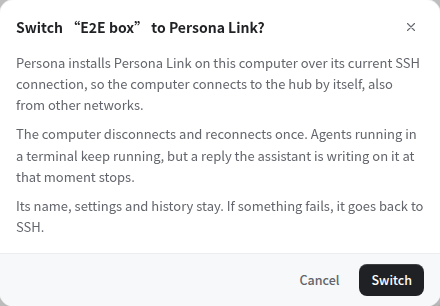 Switch “E2E box” to Persona Link?
Persona installs Persona Link on this computer over its current SSH
connection, so the computer connects to the hub by itself, also
from other networks.
The computer disconnects and reconnects once. Agents running in
a terminal keep running, but a reply the assistant is writing on it at
that moment stops.
Its name, settings and history stay. If something fails, it goes back to
SSH.
Cancel Switch